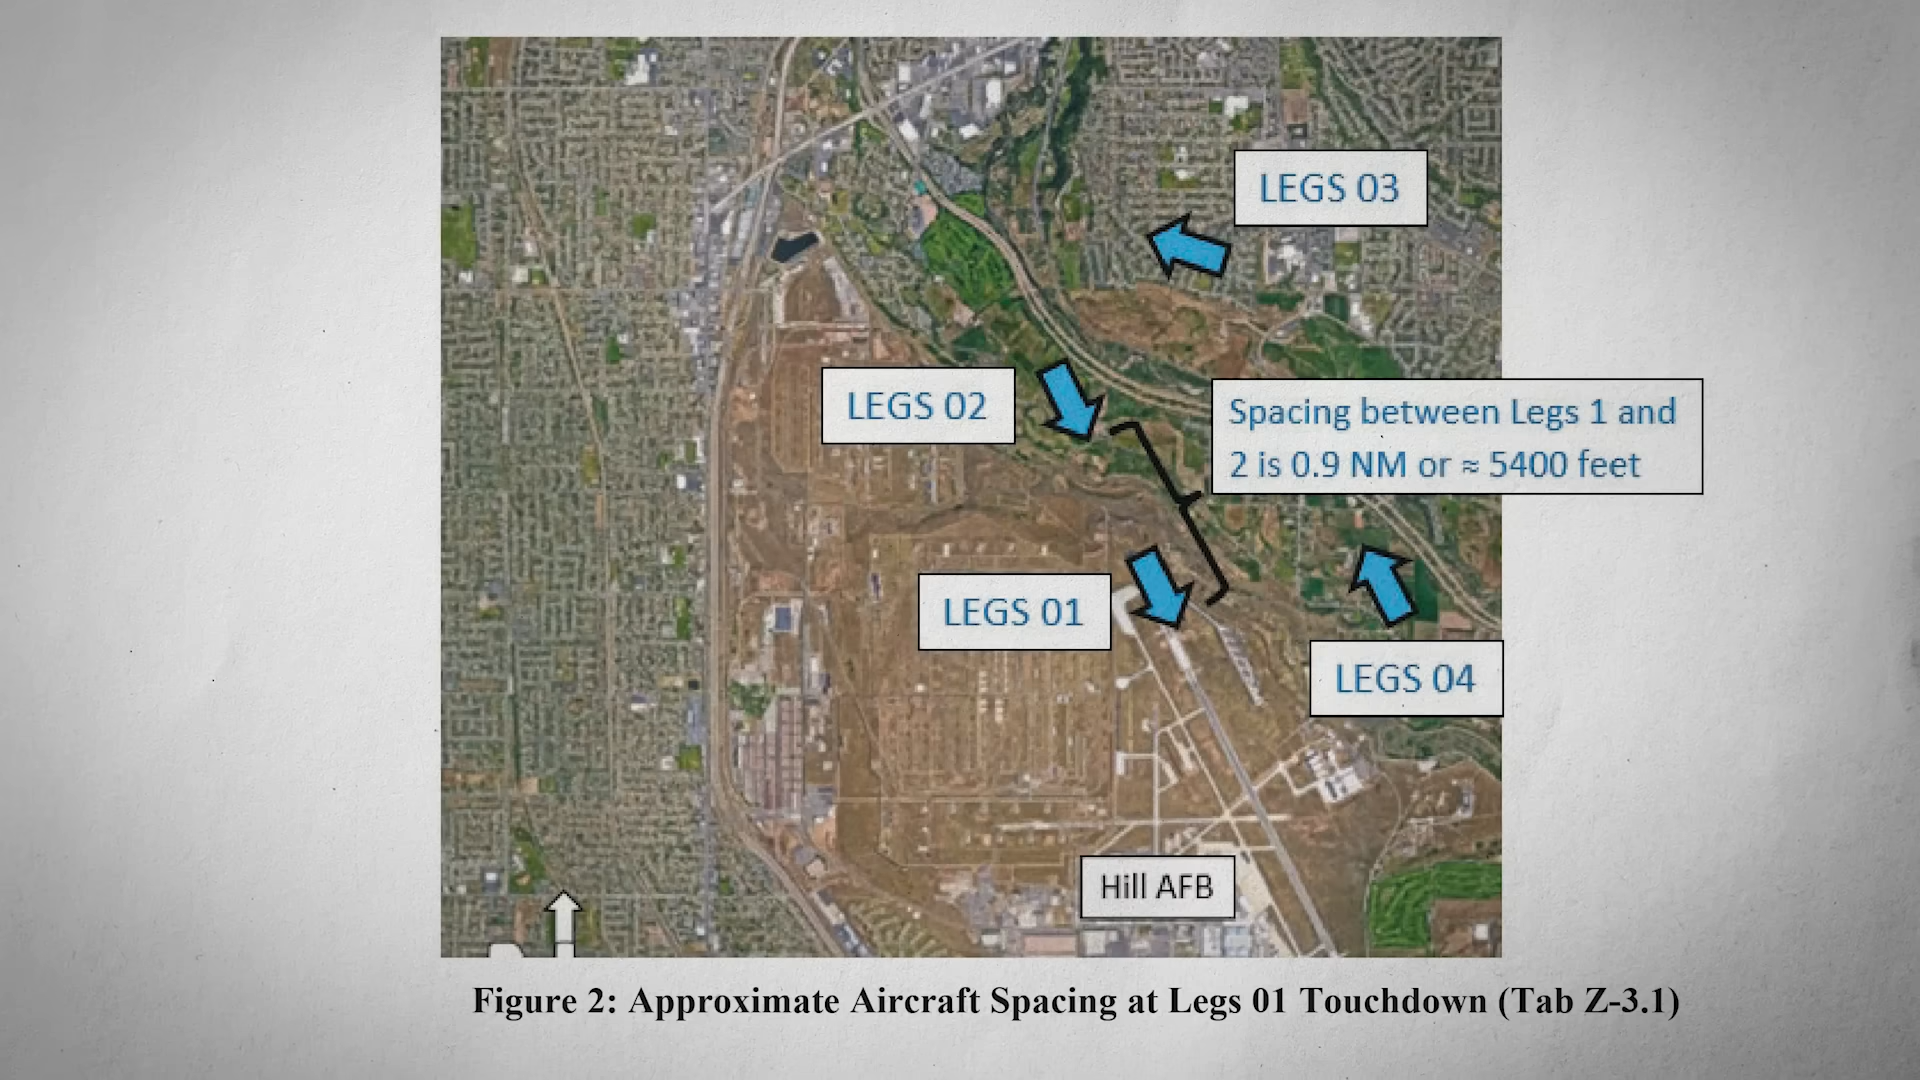 LEGS 03
LEGS 02
Spacing between Legs 1 and
2 is 0.9 NM or ≈ 5400 feet
LEGS 01
LEGS 04
Hill AFB
Figure 2: Approximate Aircraft Spacing at Legs 01 Touchdown (Tab Z-3.1)